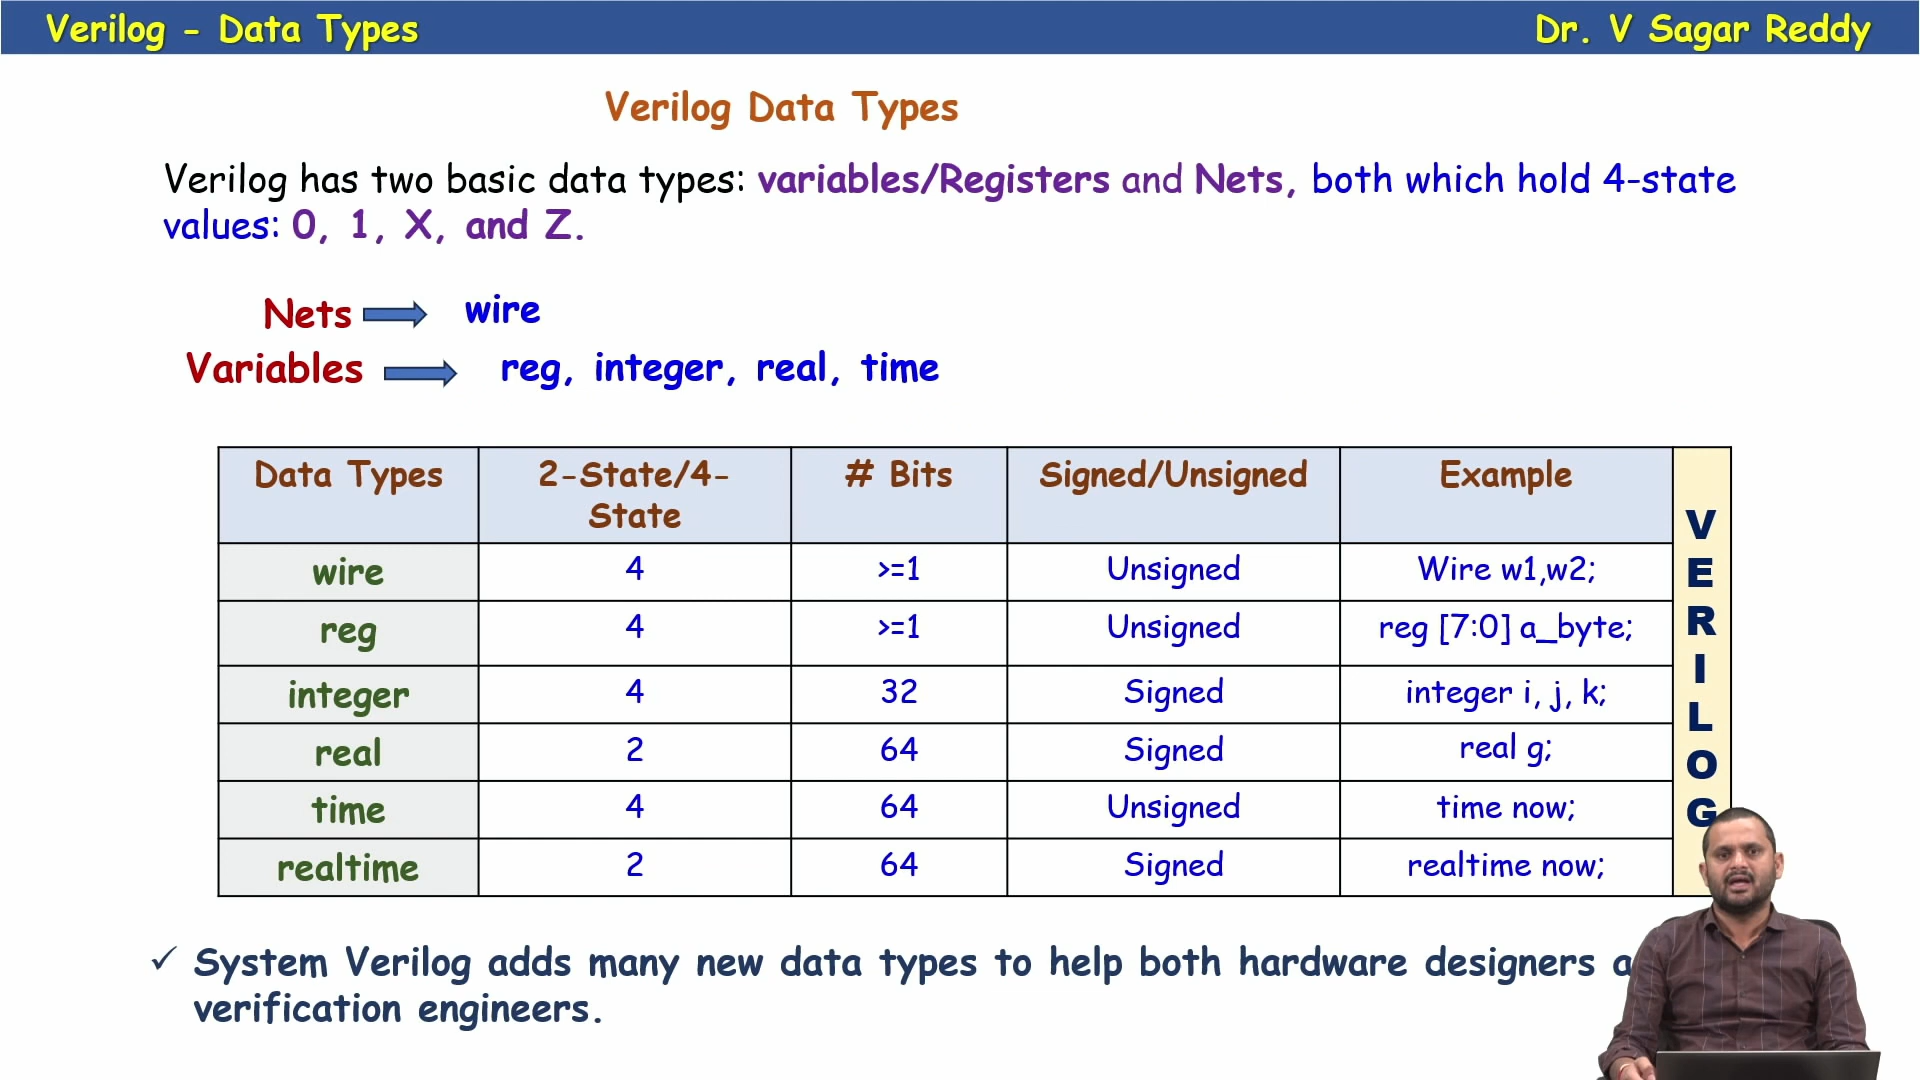 Verilog - Data Types
Dr. V Sagar Reddy
Verilog Data Types
Verilog has two basic data types: variables/Registers and Nets, both which hold 4-state
values: 0, 1, X, and Z.
Nets wire
Variables reg, integer, real, time
Data Types 2-State/4- # Bits Signed/Unsigned Example
State
wire 4 >=1 Unsigned Wire w1,w2;
reg 4 >=1 Unsigned reg [7:0] a_byte;
integer 4 32 Signed integer i, j, k;
real 2 64 Signed real g;
time 4 64 Unsigned time now;
realtime 2 64 Signed realtime now;
VERILOG
✓ System Verilog adds many new data types to help both hardware designers
verification engineers.